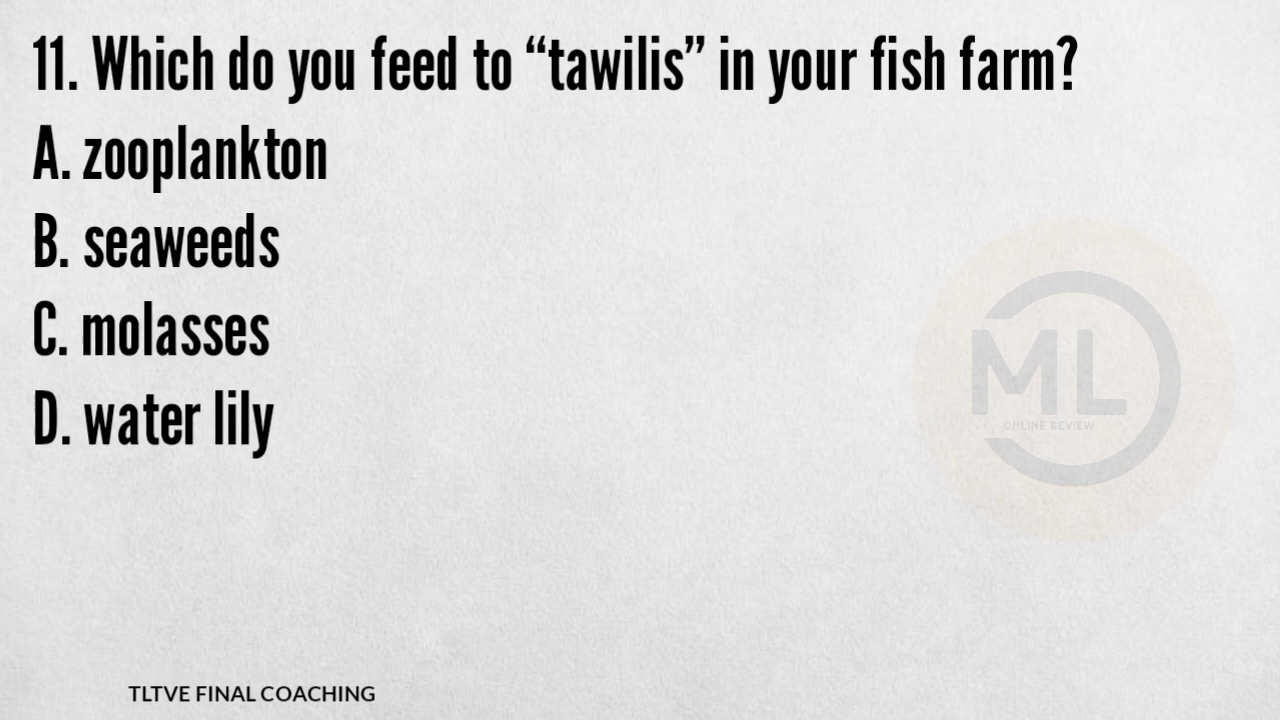 11. Which do you feed to “tawilis” in your fish farm?
A. zooplankton
B. seaweeds
C. molasses
D. water lily
ML
ONLINE REVIEW
TLTVE FINAL COACHING